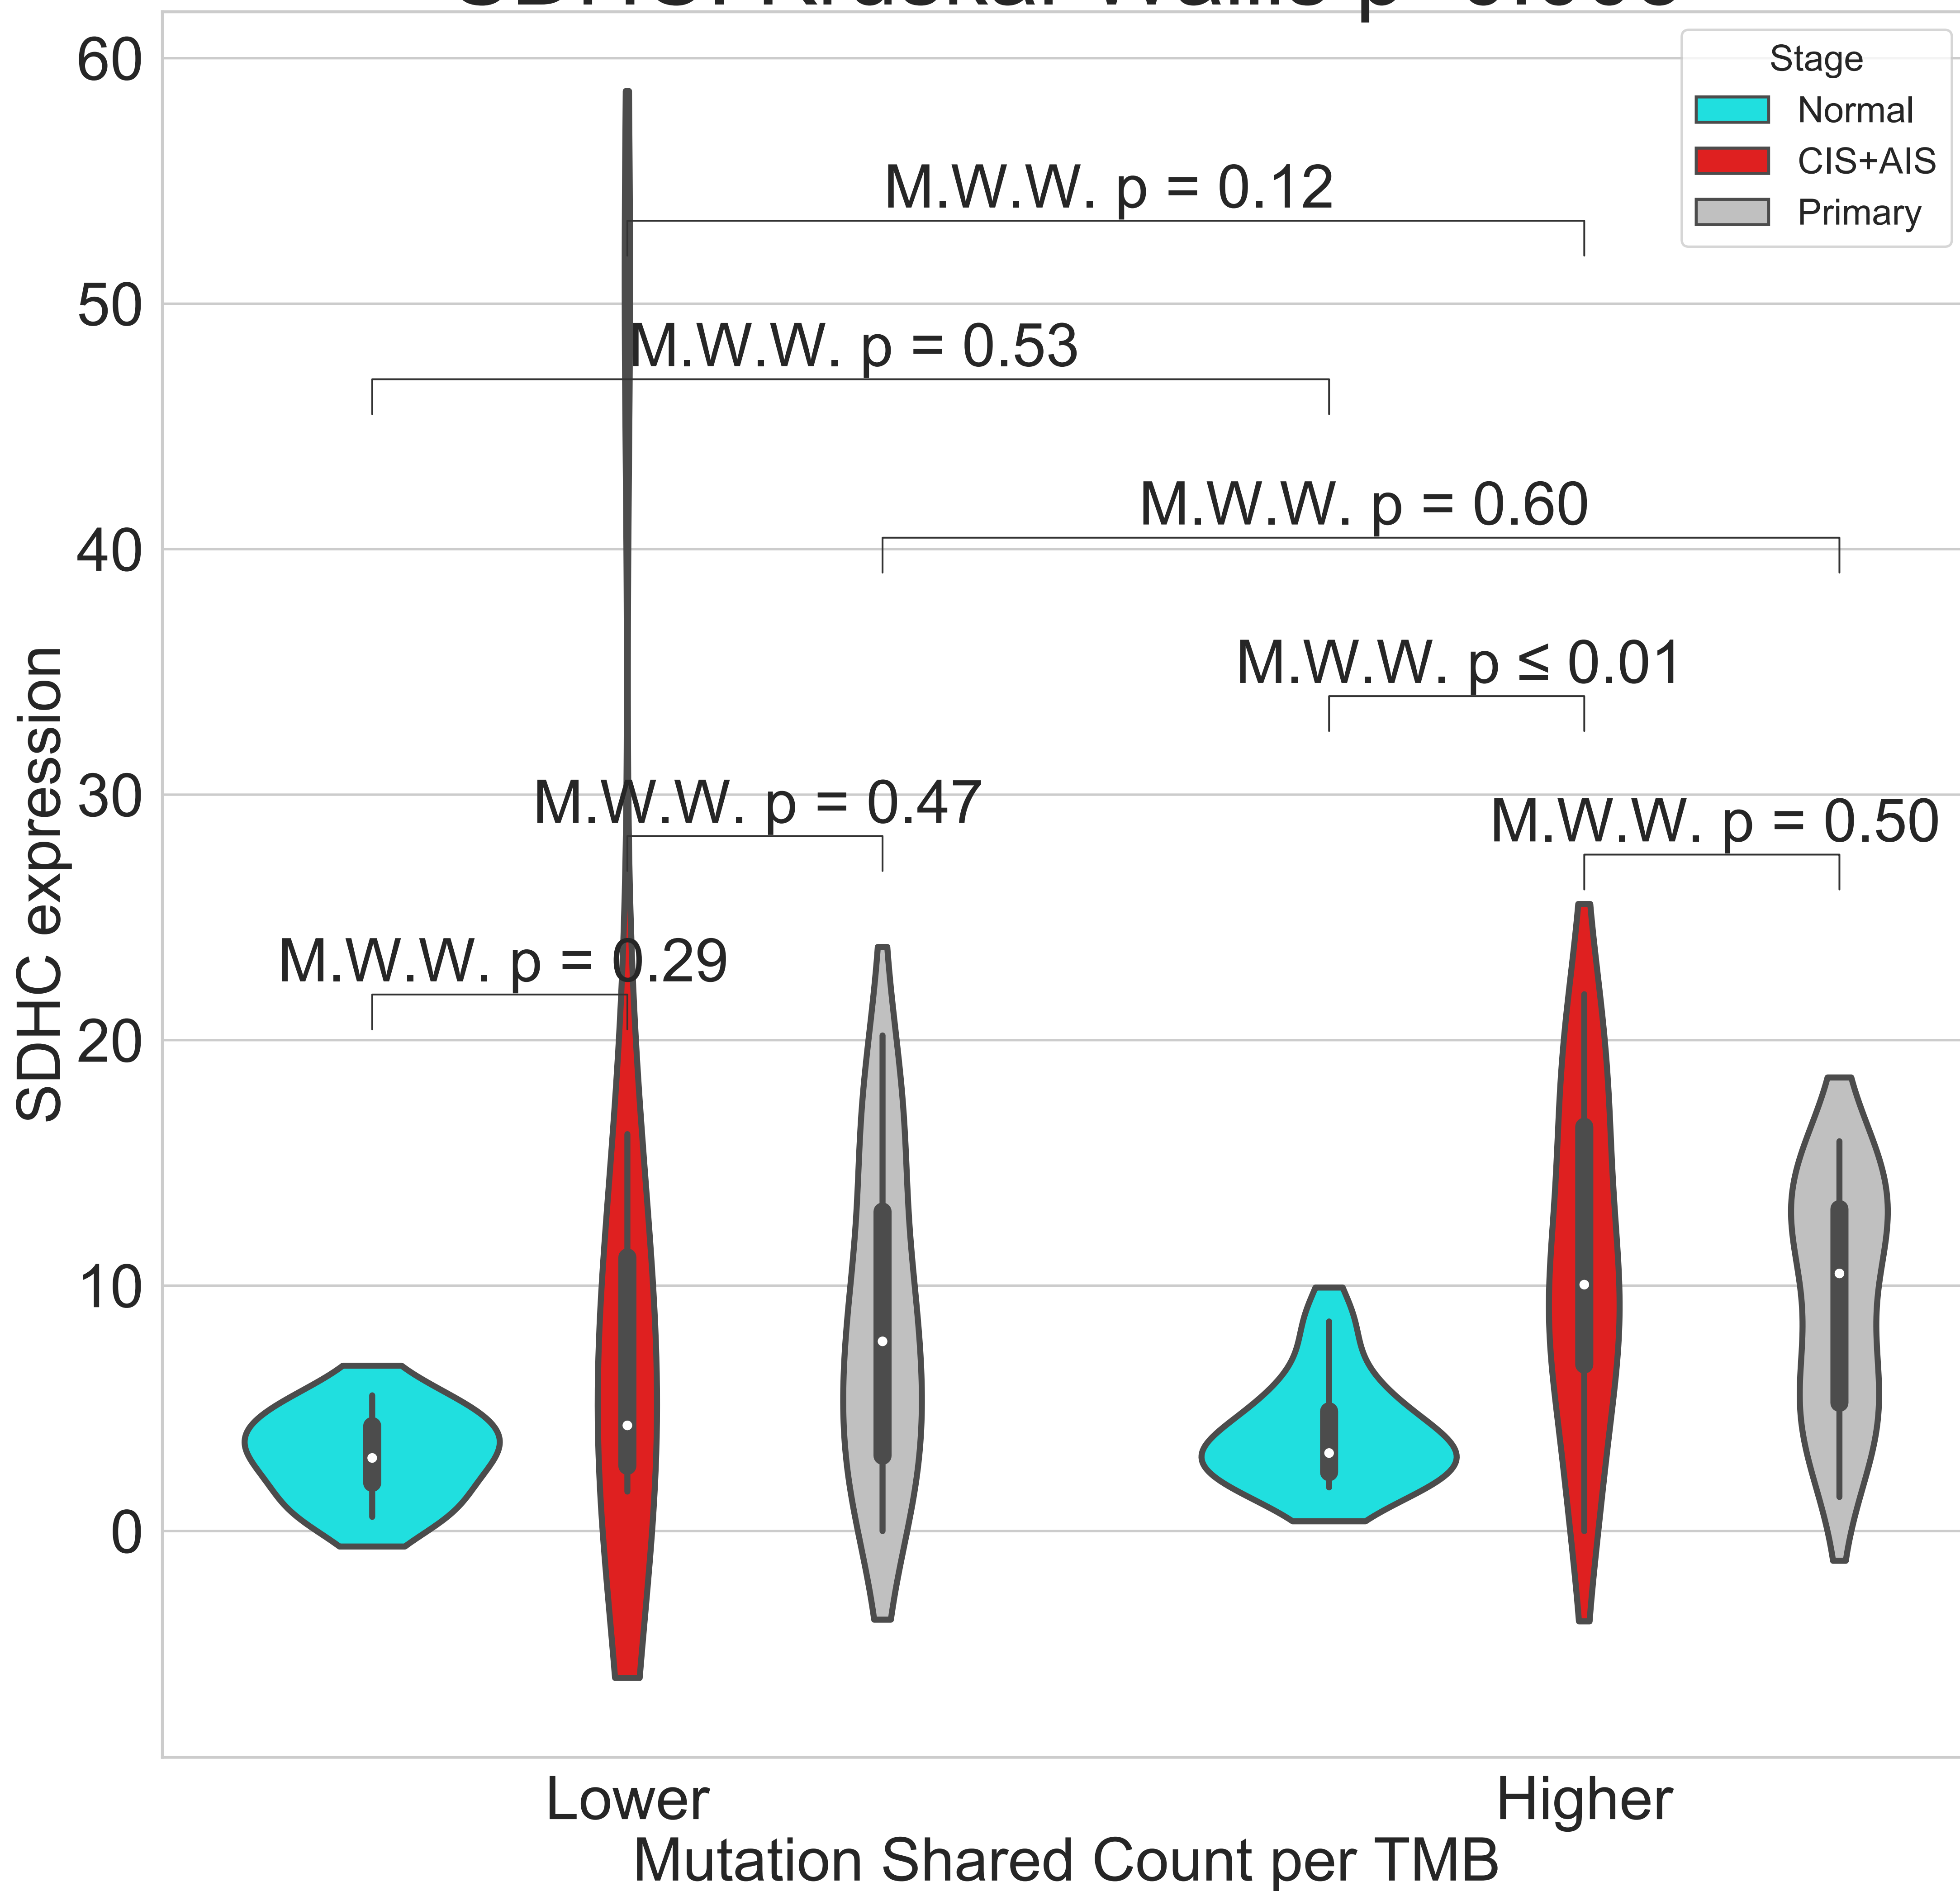 60
50
40
30
20
10
0
SDHC expression
Stage
Normal
CIS+AIS
Primary
M.W.W. p = 0.12
M.W.W. p = 0.53
M.W.W. p = 0.60
M.W.W. p ≤ 0.01
M.W.W. p = 0.47
M.W.W. p = 0.50
M.W.W. p = 0.29
Lower
Higher
Mutation Shared Count per TMB